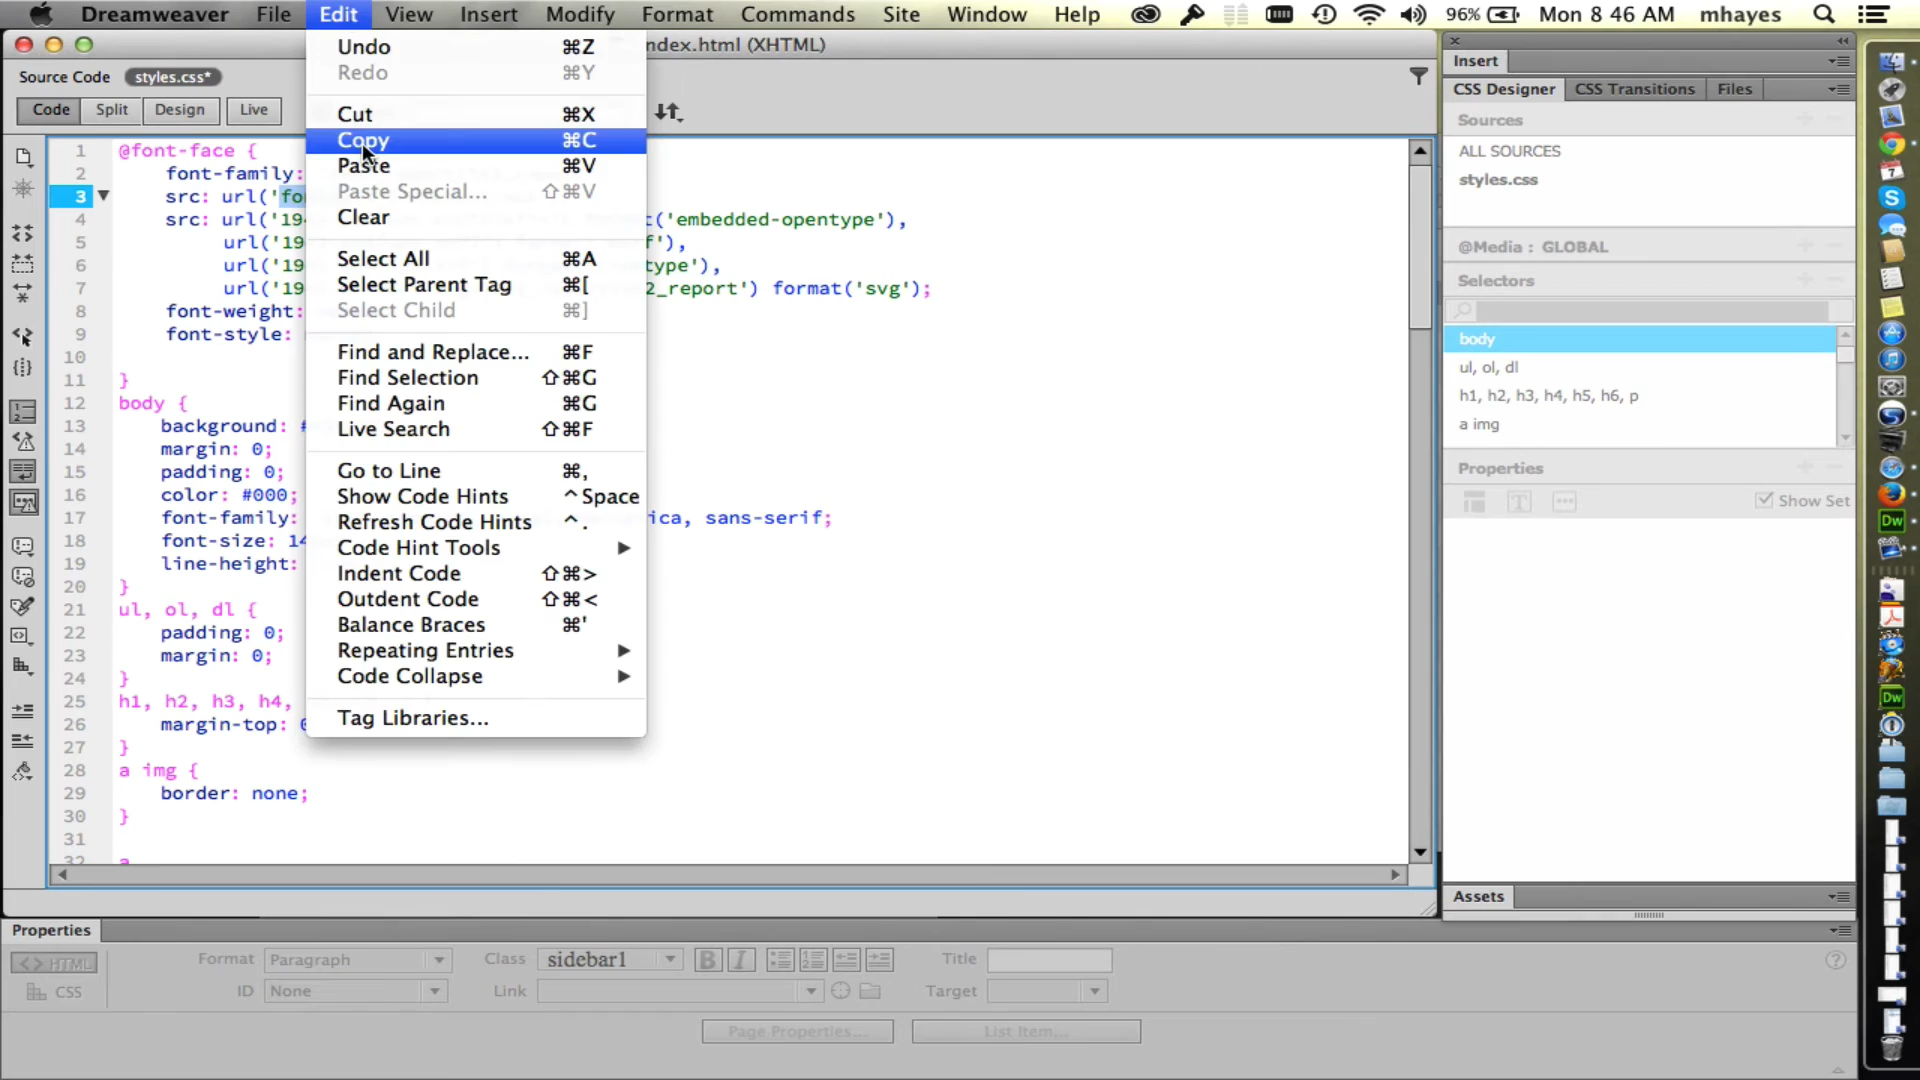 Dreamweaver File Edit View Insert Modify Format Commands Site Window Help 96% Mon 8 46 AM mhayes
ndex.html (XHTML)
Source Code styles.css*
Code Split Design Live
Undo ⌘Z
Redo ⌘Y
Cut ⌘X
Copy ⌘C
Paste ⌘V
Paste Special... ⇧⌘V
Clear
Select All ⌘A
Select Parent Tag ⌘[
Select Child ⌘]
Find and Replace... ⌘F
Find Selection ⇧⌘G
Find Again ⌘G
Live Search ⇧⌘F
Go to Line ⌘,
Show Code Hints ^Space
Refresh Code Hints ^.
Code Hint Tools
Indent Code ⇧⌘>
Outdent Code ⇧⌘<
Balance Braces ⌘'
Repeating Entries
Code Collapse
Tag Libraries...
1 @font-face {
2 font-family:
3 src: url('fo
4 src: url('19 t('embedded-opentype'),
5 url('19 f'),
6 url('19 type'),
7 url('19 2_report') format('svg');
8 font-weight:
9 font-style:
10
11 }
12 body {
13 background: #
14 margin: 0;
15 padding: 0;
16 color: #000;
17 font-family: ica, sans-serif;
18 font-size: 14
19 line-height:
20 }
21 ul, ol, dl {
22 padding: 0;
23 margin: 0;
24 }
25 h1, h2, h3, h4,
26 margin-top: 0
27 }
28 a img {
29 border: none;
30 }
31
32 a
Insert
CSS Designer CSS Transitions Files
Sources
ALL SOURCES
styles.css
@Media : GLOBAL
Selectors
body
ul, ol, dl
h1, h2, h3, h4, h5, h6, p
a img
Properties
Show Set
Assets
Properties
<> HTML Format Paragraph Class sidebar1 B I Title
CSS ID None Link Target
Page Properties... List Item...
Dw
Dw